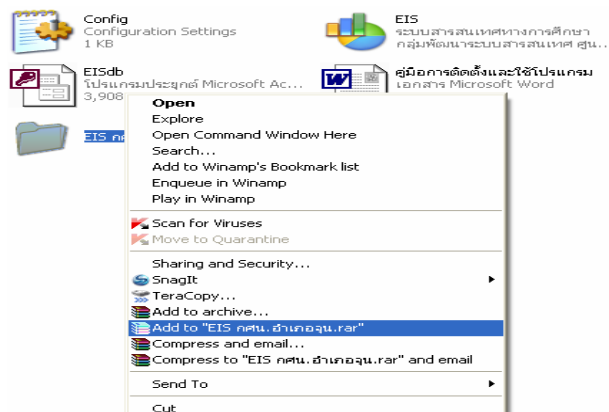 Config
Configuration Settings
1 KB
EIS
ระบบสารสนเทศทางการศึกษา
กลุ่มพัฒนาระบบสารสนเทศ ศูน...
EISdb
โปรแกรมประยุกต์ Microsoft Ac...
3,908
คู่มือการติดตั้งและใช้โปรแกรม
เอกสาร Microsoft Word
EIS กศ
Open
Explore
Open Command Window Here
Search...
Add to Winamp's Bookmark list
Enqueue in Winamp
Play in Winamp
Scan for Viruses
Move to Quarantine
Sharing and Security...
SnagIt
TeraCopy...
Add to archive...
Add to "EIS กศน.อำเภอจุน.rar"
Compress and email...
Compress to "EIS กศน.อำเภอจุน.rar" and email
Send To
Cut